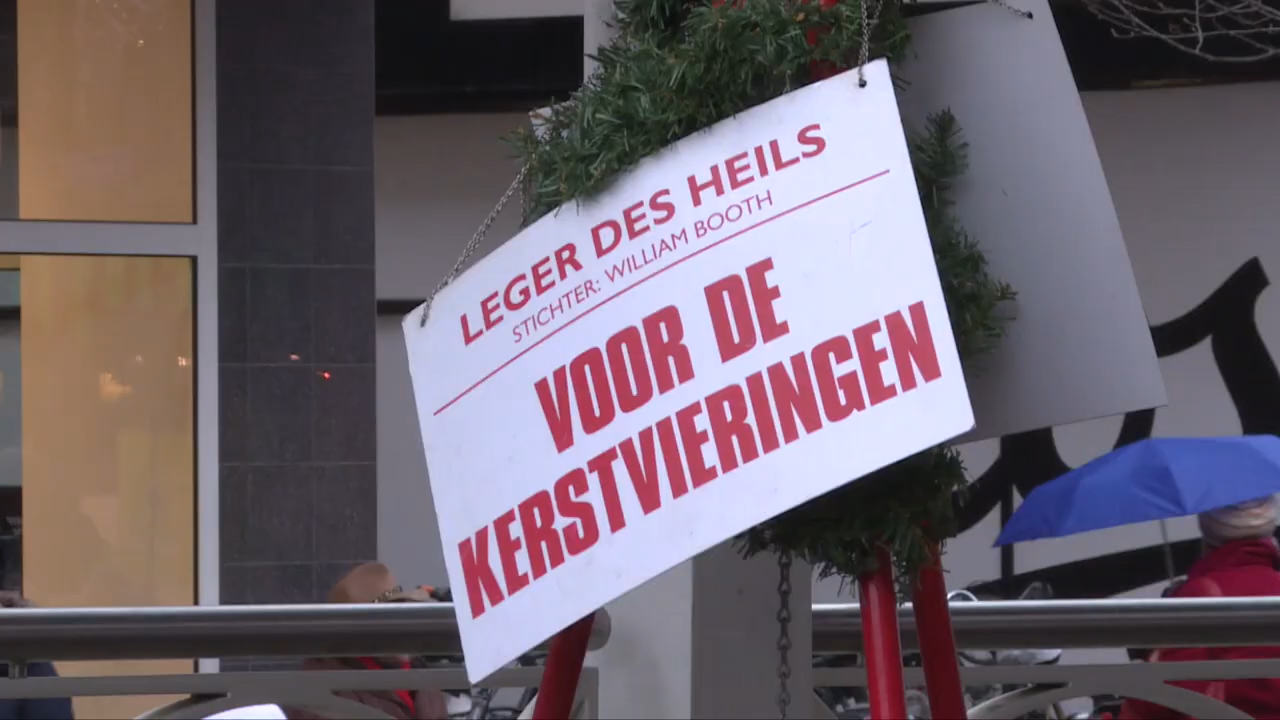 LEGER DES HEILS
STICHTER: WILLIAM BOOTH
VOOR DE
KERSTVIERINGEN